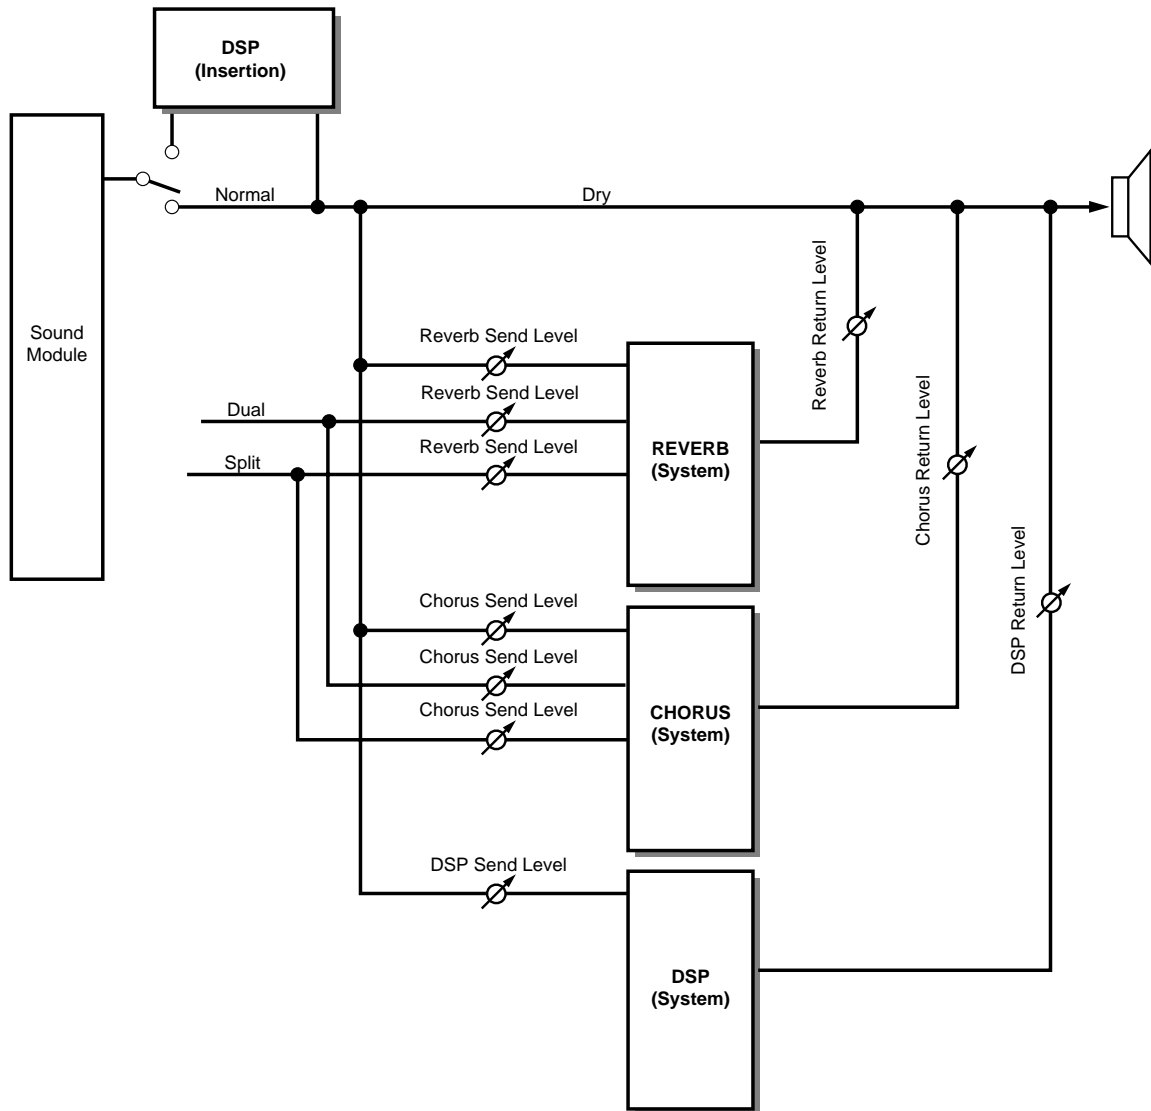 DSP
(Insertion)
Sound
Module
Normal
Dry
Reverb Send Level
Dual
Reverb Send Level
Split
Reverb Send Level
REVERB
(System)
Reverb Return Level
Chorus Return Level
DSP Return Level
Chorus Send Level
Chorus Send Level
Chorus Send Level
CHORUS
(System)
DSP Send Level
DSP
(System)